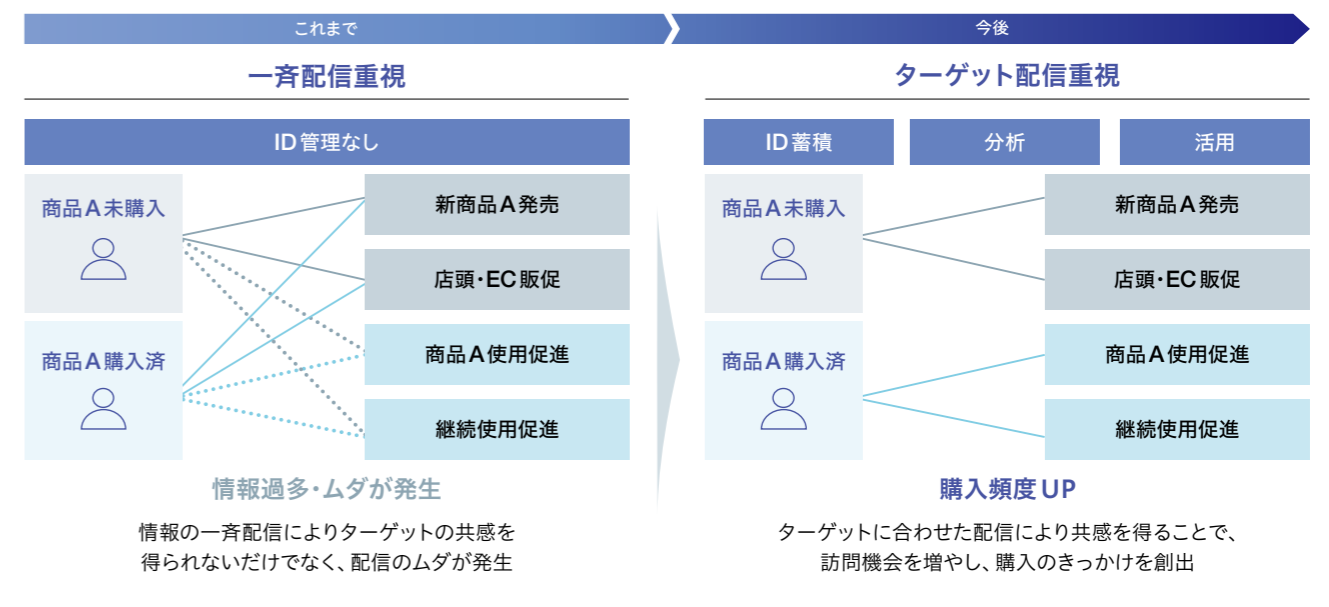 これまで
今後
一斉配信重視
ID管理なし
商品A未購入
商品A購入済
新商品A発売
店頭・EC販促
商品A使用促進
継続使用促進
情報過多・ムダが発生
情報の一斉配信によりターゲットの共感を
得られないだけでなく、配信のムダが発生
ターゲット配信重視
ID蓄積
分析
活用
商品A未購入
商品A購入済
新商品A発売
店頭・EC販促
商品A使用促進
継続使用促進
購入頻度UP
ターゲットに合わせた配信により共感を得ることで、
訪問機会を増やし、購入のきっかけを創出